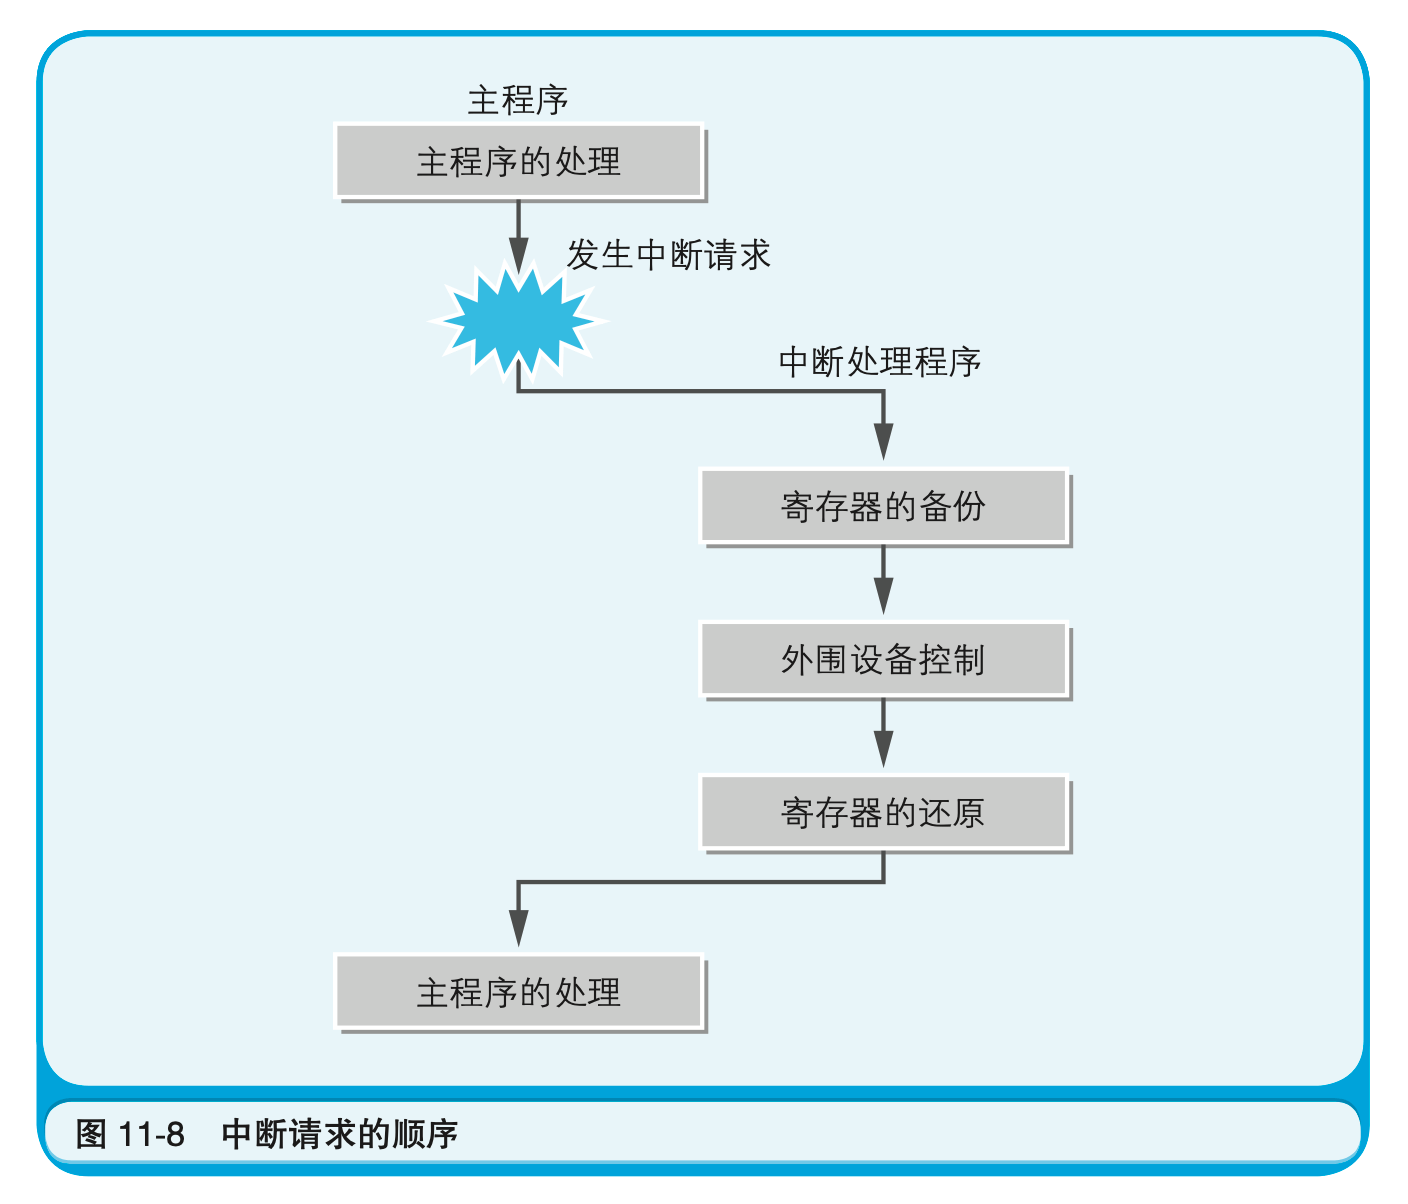 主程序
主程序的处理
发生中断请求
中断处理程序
寄存器的备份
外围设备控制
寄存器的还原
主程序的处理
图 11-8 中断请求的顺序